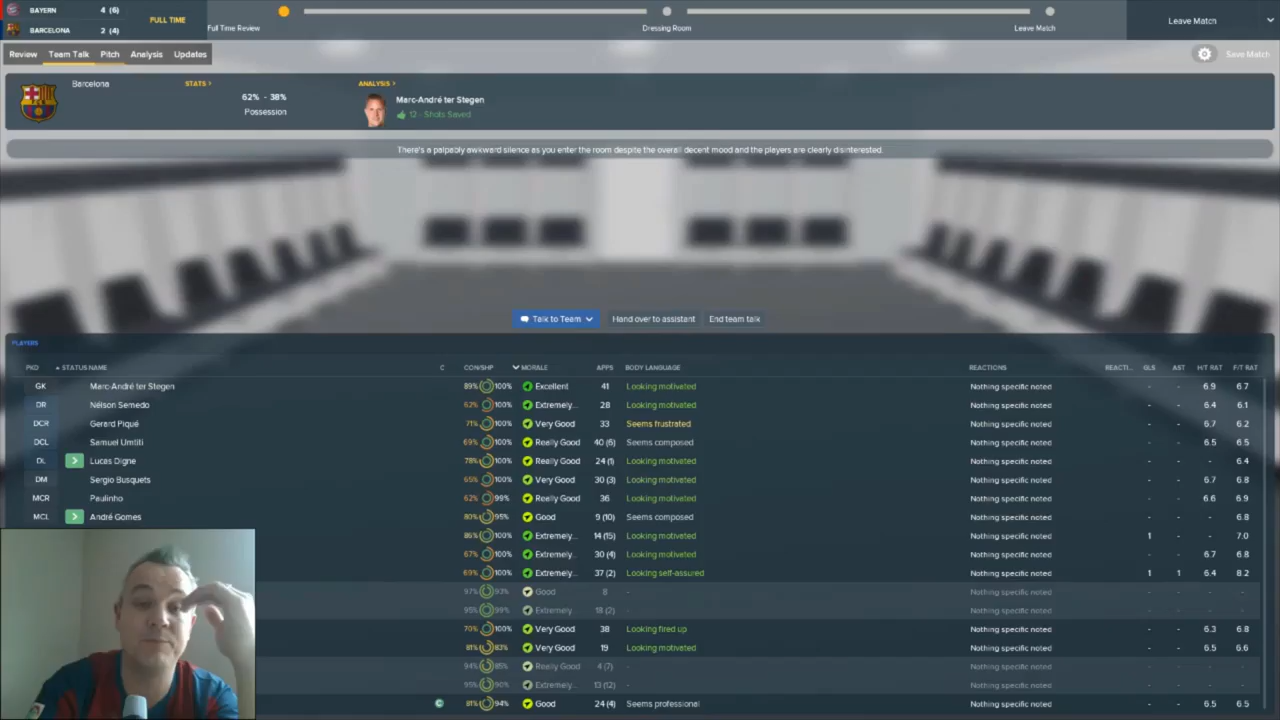 BAYERN 4 (6)
BARCELONA 2 (4)
FULL TIME
Full Time Review
Dressing Room
Leave Match
Leave Match
Review Team Talk Pitch Analysis Updates
Save Match
Barcelona
STATS >
62% - 38%
Possession
ANALYSIS >
Marc-André ter Stegen
12 - Shots Saved
There's a palpably awkward silence as you enter the room despite the overall decent mood and the players are clearly disinterested.
Talk to Team Hand over to assistant End team talk
PLAYERS
PKD STATUS NAME C CON/SHP MORALE APPS BODY LANGUAGE REACTIONS REACTI... GLS AST H/T RAT F/T RAT
GK Marc-André ter Stegen 89% 100% Excellent 41 Looking motivated Nothing specific noted - - 6.9 6.7
DR Nélson Semedo 62% 100% Extremely... 28 Looking motivated Nothing specific noted - - 6.4 6.1
DCR Gerard Piqué 71% 100% Very Good 33 Seems frustrated Nothing specific noted - - 6.7 6.2
DCL Samuel Umtiti 69% 100% Really Good 40 (6) Seems composed Nothing specific noted - - 6.5 6.5
DL Lucas Digne 78% 100% Really Good 24 (1) Looking motivated Nothing specific noted - - - 6.4
DM Sergio Busquets 65% 100% Very Good 30 (3) Looking motivated Nothing specific noted - - 6.7 6.8
MCR Paulinho 62% 99% Really Good 36 Looking motivated Nothing specific noted - - 6.6 6.9
MCL André Gomes 80% 95% Good 9 (10) Seems composed Nothing specific noted - - - 6.8
86% 100% Extremely... 14 (15) Looking motivated Nothing specific noted 1 - - 7.0
67% 100% Extremely... 30 (4) Looking motivated Nothing specific noted - - 6.7 6.8
69% 100% Extremely... 37 (2) Looking self-assured Nothing specific noted 1 1 6.4 8.2
97% 93% Good 8 - Nothing specific noted - - - -
95% 99% Extremely... 18 (2) - Nothing specific noted - - - -
70% 100% Very Good 38 Looking fired up Nothing specific noted - - 6.3 6.8
81% 83% Very Good 19 Looking motivated Nothing specific noted - - 6.5 6.6
94% 85% Really Good 4 (7) - Nothing specific noted - - - -
95% 90% Extremely... 13 (12) - Nothing specific noted - - - -
C 81% 94% Good 24 (4) Seems professional Nothing specific noted - - 6.5 6.5